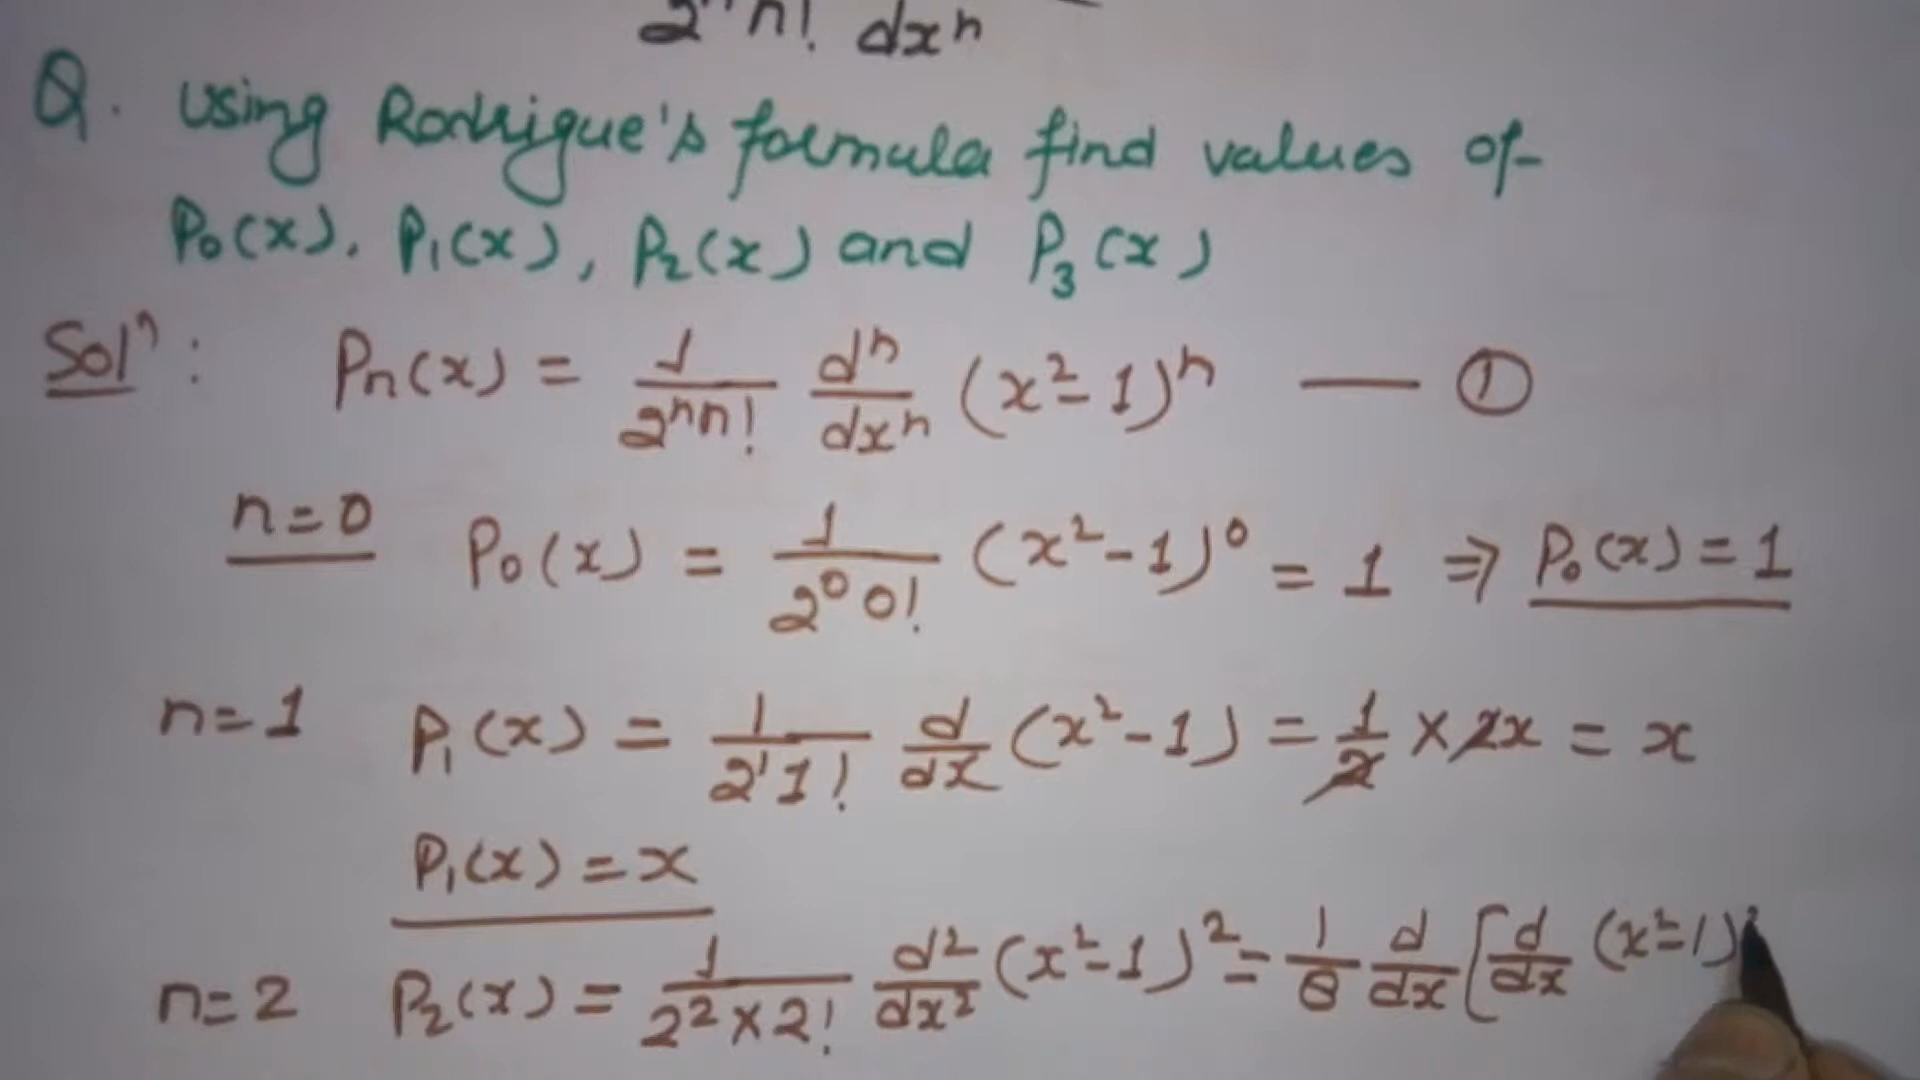 2ⁿ n! dxⁿ
Q. Using Rodrigue's formula find values of
P₀(x). P₁(x), P₂(x) and P₃(x)
Solⁿ : Pn(x) = 1/(2ⁿn!) dⁿ/dxⁿ (x²-1)ⁿ — ①
n=0 P₀(x) = 1/(2⁰ 0!) (x²-1)⁰ = 1 ⇒ P₀(x) = 1
n=1 P₁(x) = 1/(2¹1!) d/dx (x²-1) = 1/2 × 2x = x
P₁(x) = x
n=2 P₂(x) = 1/(2²×2!) d²/dx² (x²-1)² = 1/8 d/dx [d/dx (x²-1)²